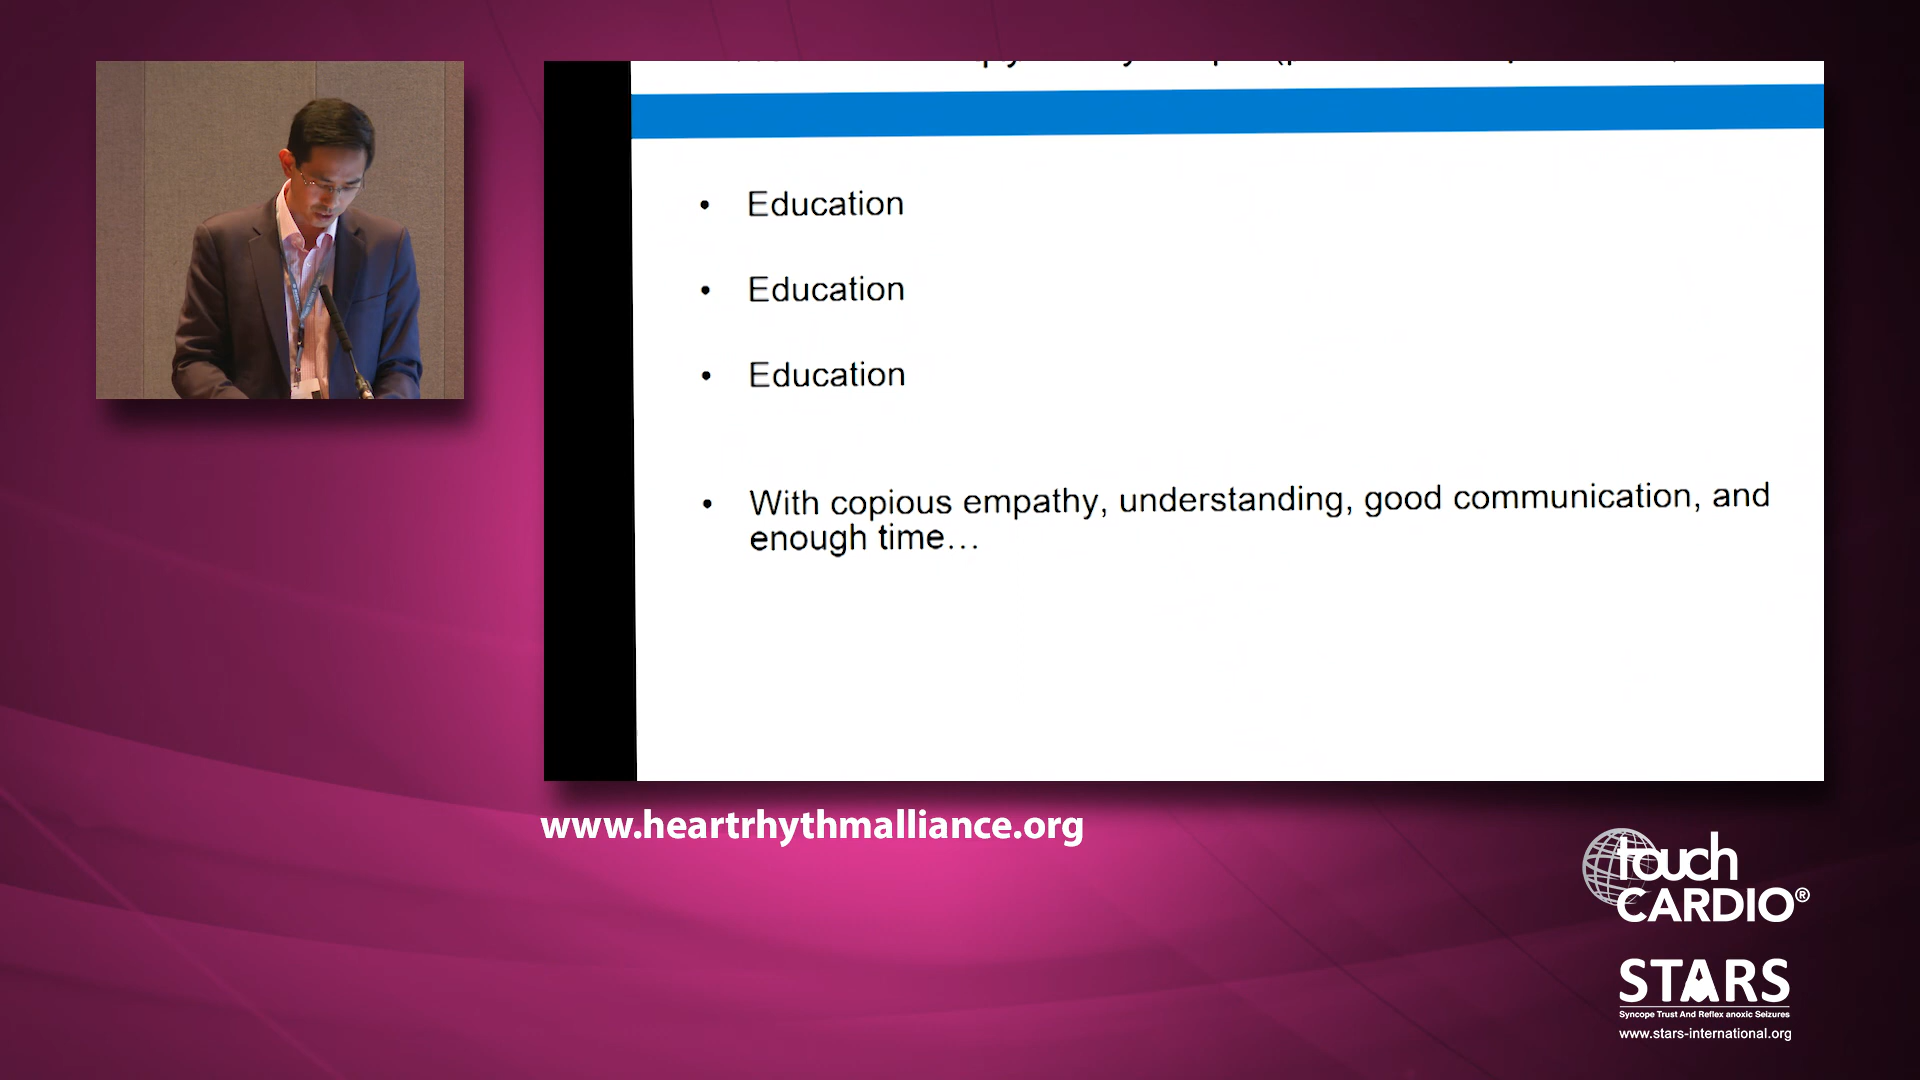 • Education
• Education
• Education
• With copious empathy, understanding, good communication, and
enough time…
www.heartrhythmalliance.org
touch
CARDIO®
STARS
Syncope Trust And Reflex anoxic Seizures
www.stars-international.org